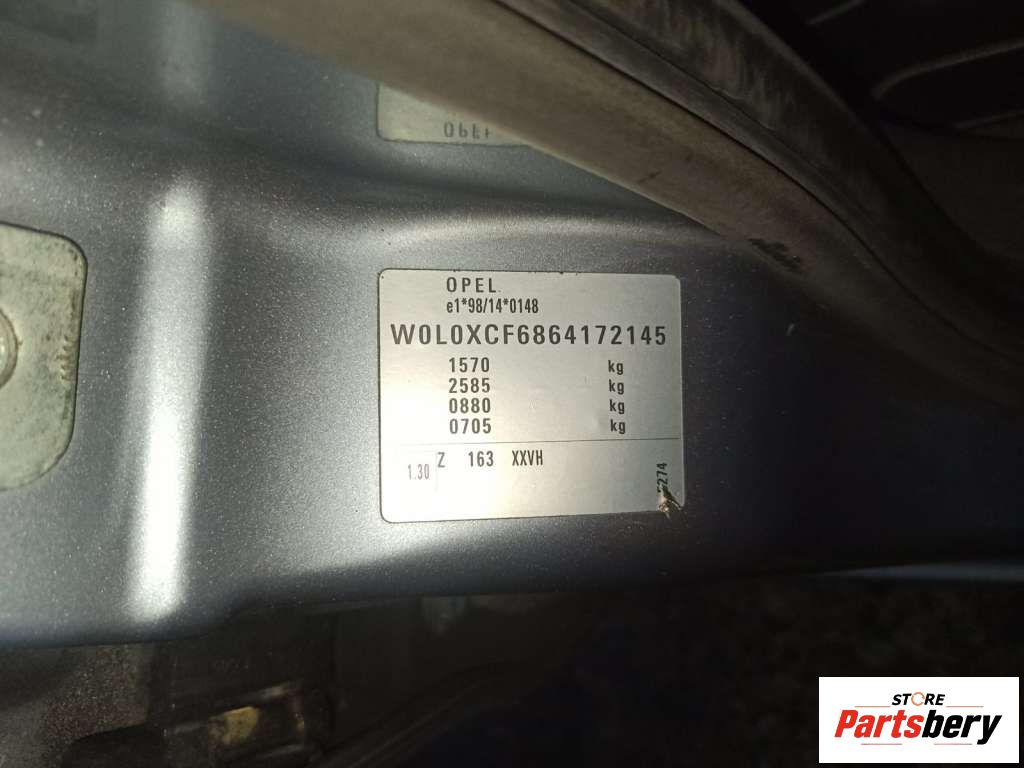 OPEL
e1*98/14*0148
W0L0XCF6864172145
1570 kg
2585 kg
0880 kg
0705 kg
1.30 Z 163 XXVH
STORE
Partsbery